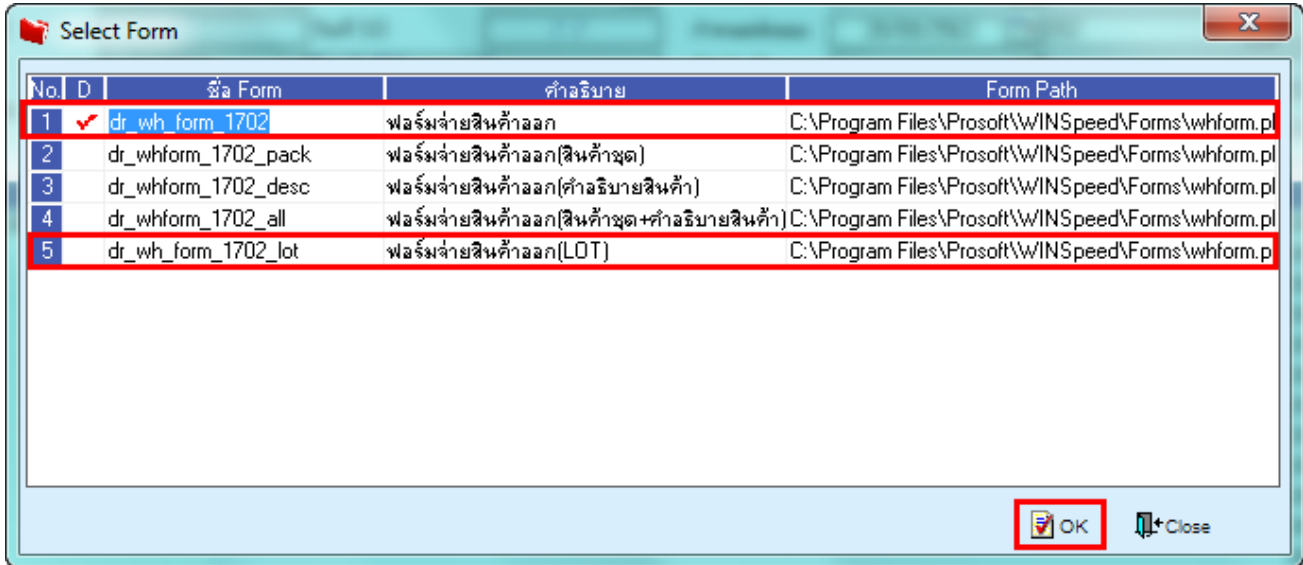 Select Form
No. D ชื่อ Form คำอธิบาย Form Path
1 dr_wh_form_1702 ฟอร์มจ่ายสินค้าออก C:\Program Files\Prosoft\WINSpeed\Forms\whform.pl
2 dr_whform_1702_pack ฟอร์มจ่ายสินค้าออก(สินค้าชุด) C:\Program Files\Prosoft\WINSpeed\Forms\whform.pl
3 dr_whform_1702_desc ฟอร์มจ่ายสินค้าออก(คำอธิบายสินค้า) C:\Program Files\Prosoft\WINSpeed\Forms\whform.pl
4 dr_whform_1702_all ฟอร์มจ่ายสินค้าออก(สินค้าชุด+คำอธิบายสินค้า) C:\Program Files\Prosoft\WINSpeed\Forms\whform.pl
5 dr_wh_form_1702_lot ฟอร์มจ่ายสินค้าออก(LOT) C:\Program Files\Prosoft\WINSpeed\Forms\whform.p
OK Close